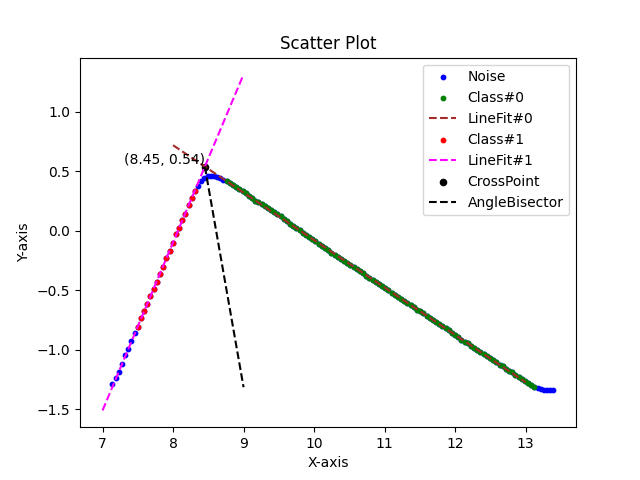 Scatter Plot
Noise
Class#0
LineFit#0
Class#1
LineFit#1
CrossPoint
AngleBisector
(8.45, 0.54)
Y-axis
1.0
0.5
0.0
−0.5
−1.0
−1.5
7 8 9 10 11 12 13
X-axis